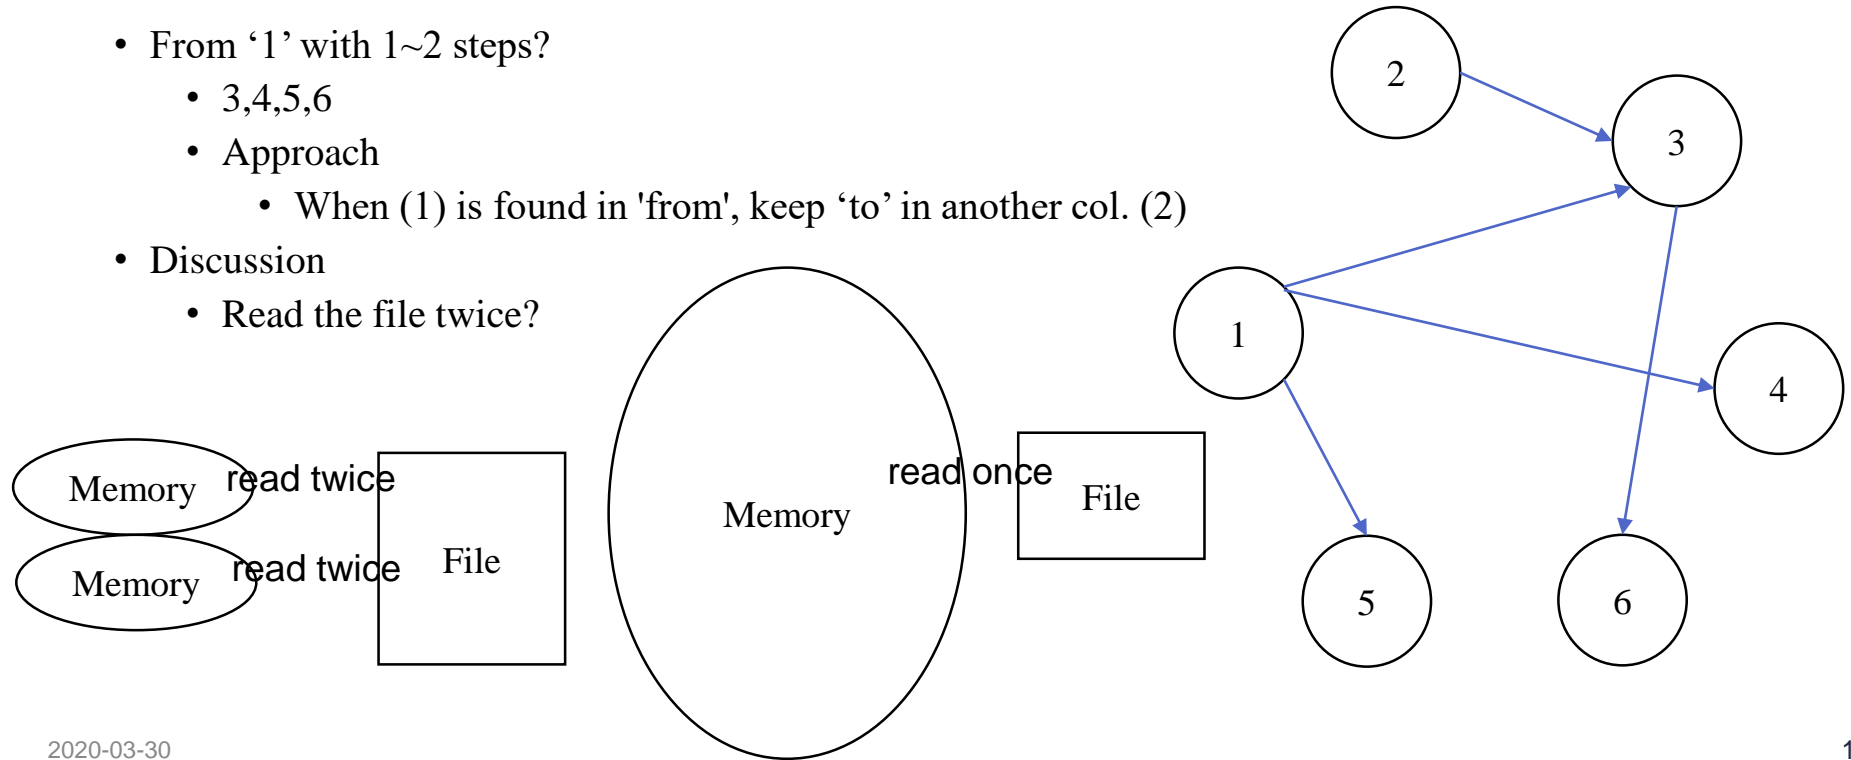 • From ‘1’ with 1~2 steps?
• 3,4,5,6
• Approach
• When (1) is found in 'from', keep ‘to’ in another col. (2)
• Discussion
• Read the file twice?
2
3
1
4
5
6
Memory
read twice
Memory
read twice
File
Memory
read once
File
2020-03-30
1